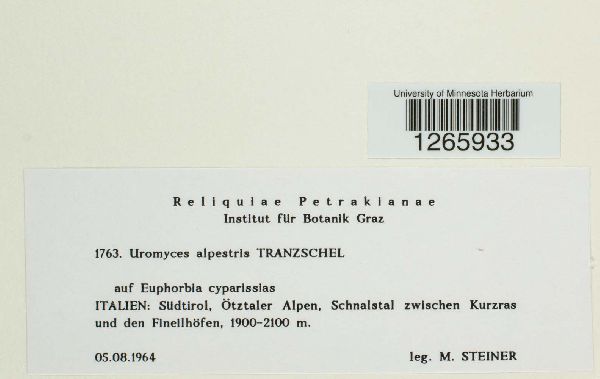 University of Minnesota Herbarium
1265933
Reliquiae Petrakianae
Institut für Botanik Graz
1763. Uromyces alpestris TRANZSCHEL
auf Euphorbia cyparissias
ITALIEN: Südtirol, Ötztaler Alpen, Schnalstal zwischen Kurzras
und den Fineilhöfen, 1900-2100 m.
05.08.1964 leg. M. STEINER